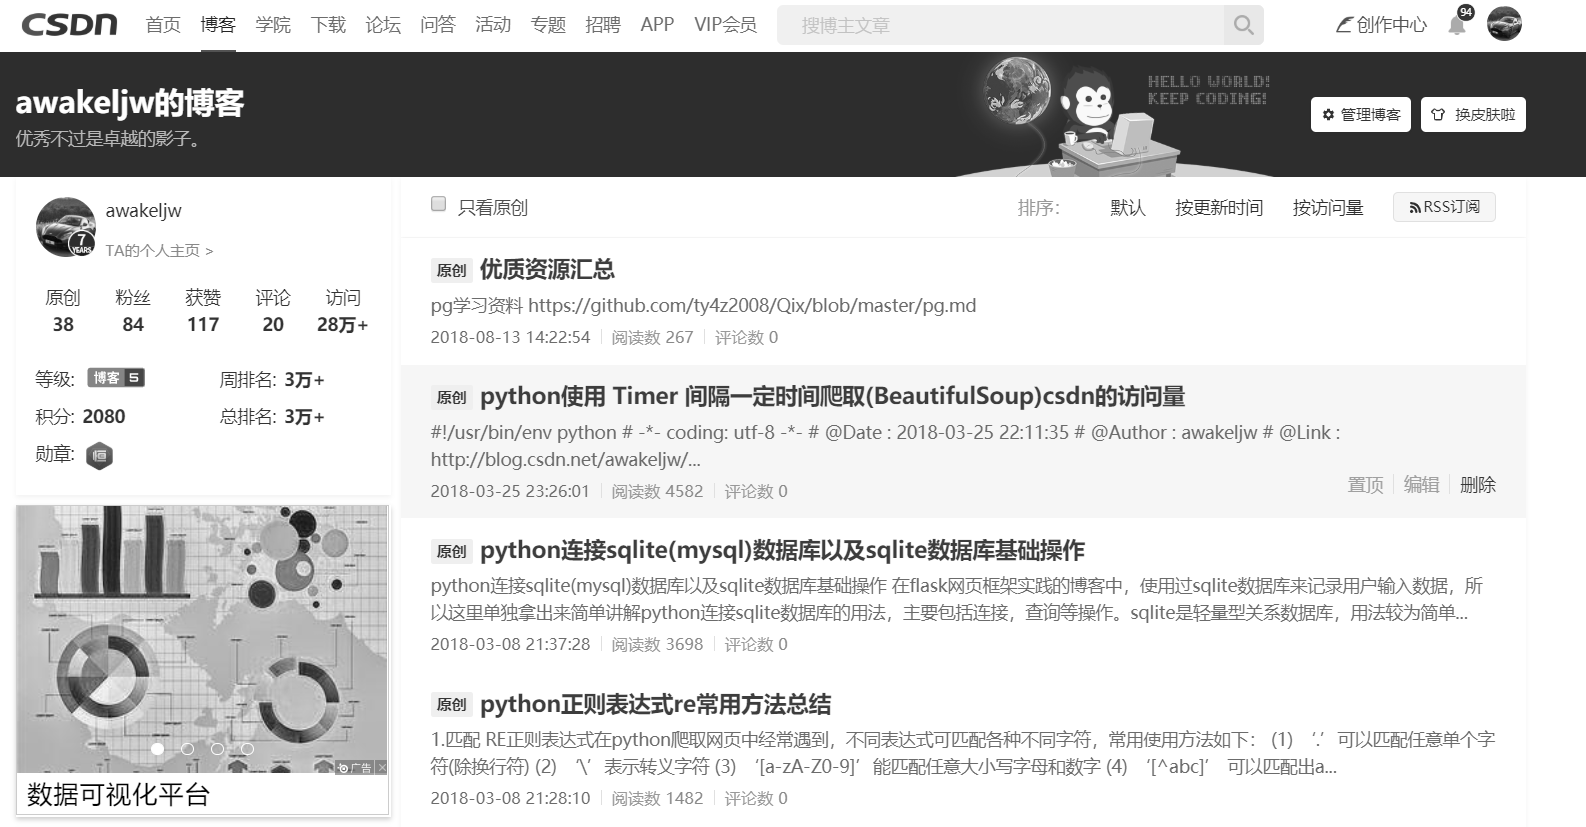 CSDN 首页 博客 学院 下载 论坛 问答 活动 专题 招聘 APP VIP会员 搜博主文章 创作中心 94
HELLO WORLD!
KEEP CODING!
awakeljw的博客
优秀不过是卓越的影子。
管理博客 换皮肤啦
awakeljw
7
YEARS
TA的个人主页 >
原创 粉丝 获赞 评论 访问
38 84 117 20 28万+
等级: 博客 5 周排名: 3万+
积分: 2080 总排名: 3万+
勋章:
广告
数据可视化平台
只看原创 排序: 默认 按更新时间 按访问量 RSS订阅
原创 优质资源汇总
pg学习资料 https://github.com/ty4z2008/Qix/blob/master/pg.md
2018-08-13 14:22:54 阅读数 267 评论数 0
原创 python使用 Timer 间隔一定时间爬取(BeautifulSoup)csdn的访问量
#!/usr/bin/env python # -*- coding: utf-8 -*- # @Date : 2018-03-25 22:11:35 # @Author : awakeljw # @Link :
http://blog.csdn.net/awakeljw/...
2018-03-25 23:26:01 阅读数 4582 评论数 0 置顶 编辑 删除
原创 python连接sqlite(mysql)数据库以及sqlite数据库基础操作
python连接sqlite(mysql)数据库以及sqlite数据库基础操作 在flask网页框架实践的博客中，使用过sqlite数据库来记录用户输入数据，所
以这里单独拿出来简单讲解python连接sqlite数据库的用法，主要包括连接，查询等操作。sqlite是轻量型关系数据库，用法较为简单...
2018-03-08 21:37:28 阅读数 3698 评论数 0
原创 python正则表达式re常用方法总结
1.匹配 RE正则表达式在python爬取网页中经常遇到，不同表达式可匹配各种不同字符，常用使用方法如下： (1) ‘.’可以匹配任意单个字
符(除换行符) (2) ‘\’表示转义字符 (3) ‘[a-zA-Z0-9]’能匹配任意大小写字母和数字 (4) ‘[^abc]’ 可以匹配出a...
2018-03-08 21:28:10 阅读数 1482 评论数 0